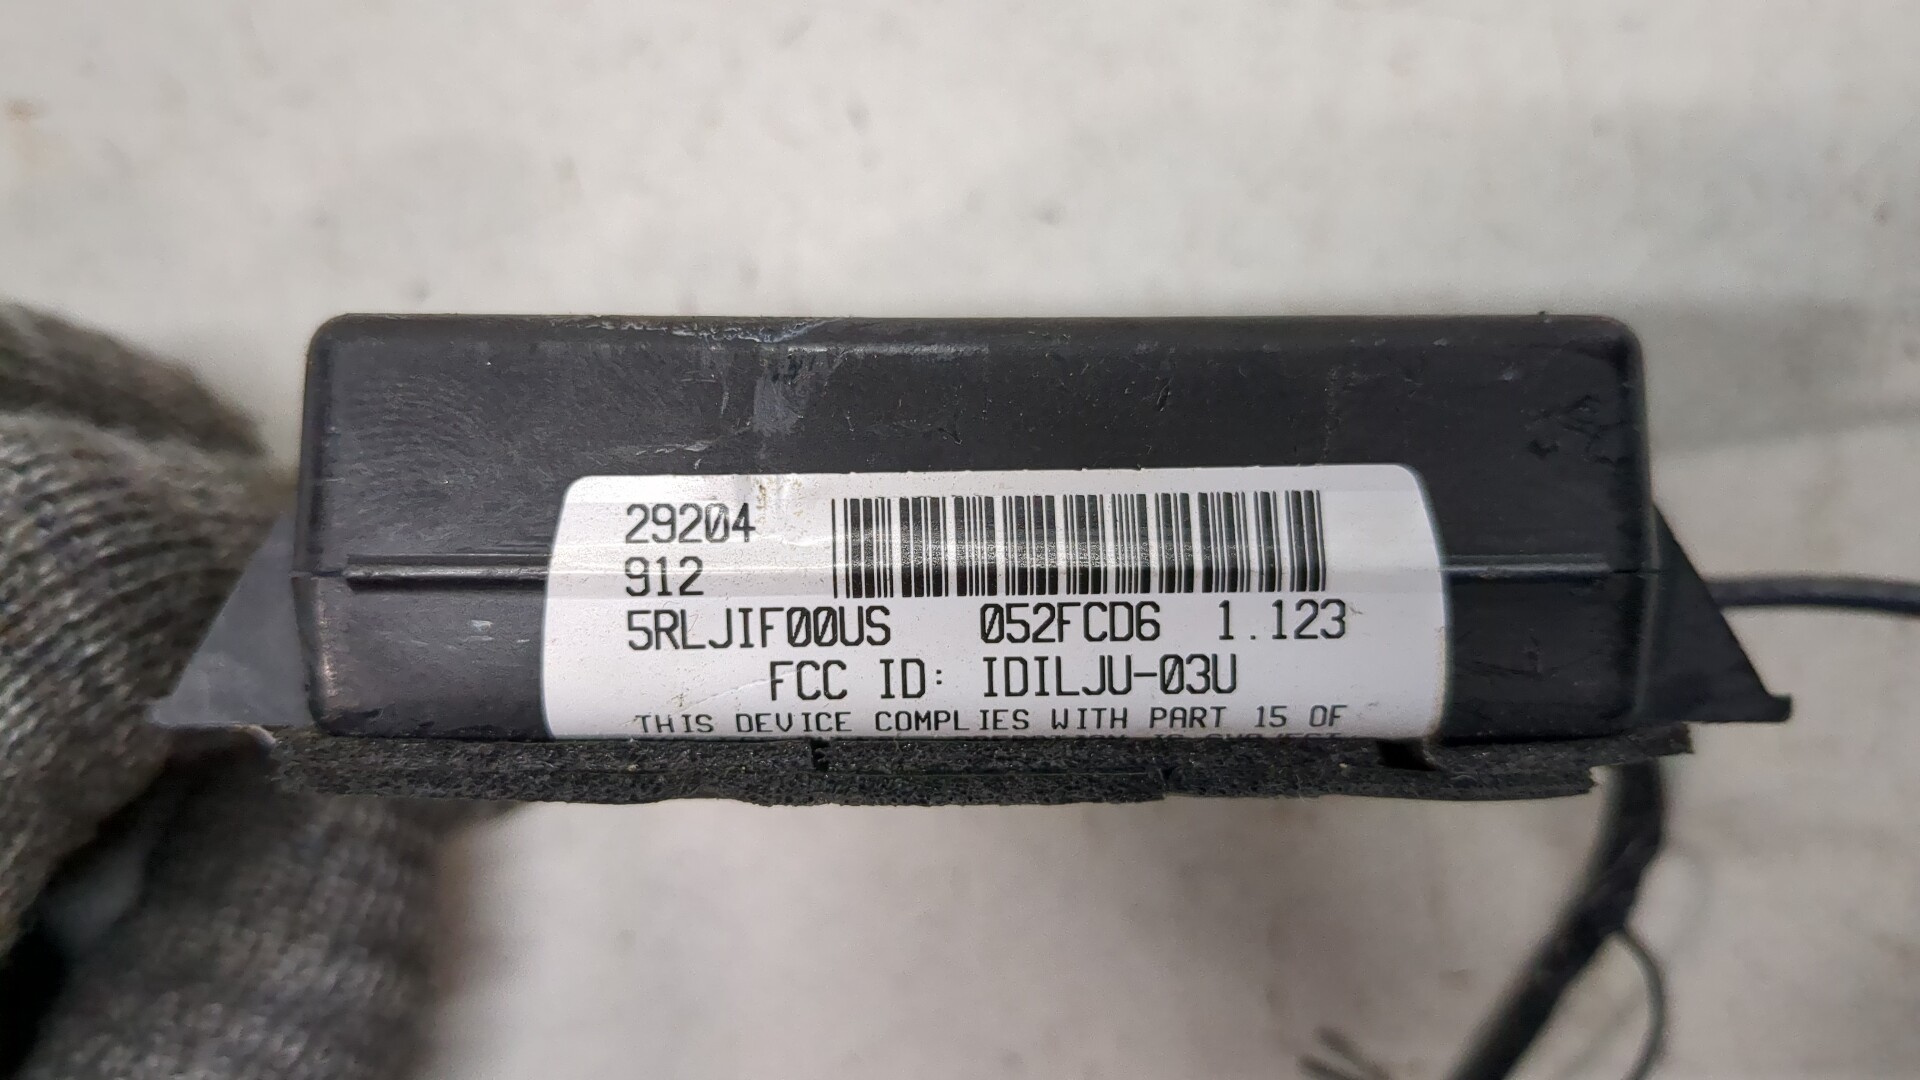 29204
912
5RLJIF00US 052FCD6 1.123
FCC ID: IDILJU-03U
THIS DEVICE COMPLIES WITH PART 15 OF